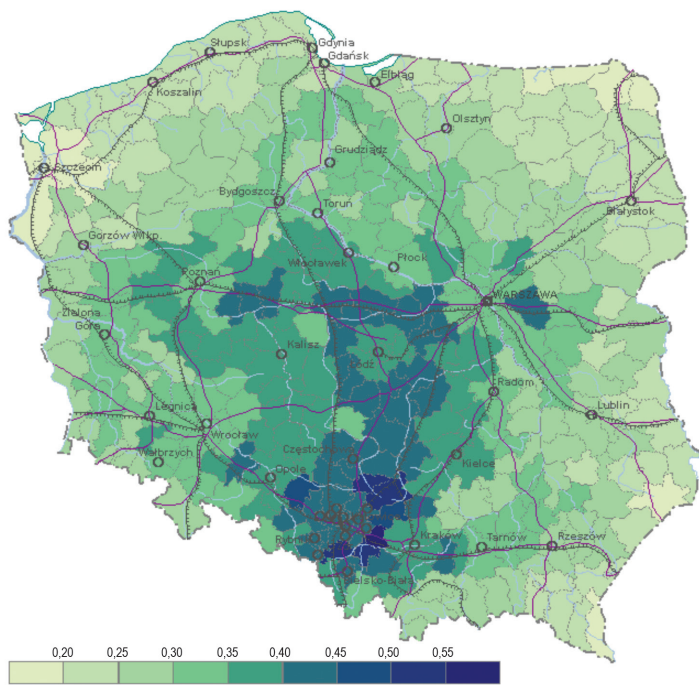 Słupsk
Gdynia
Gdańsk
Koszalin
Elbląg
Olsztyn
Szczecin
Grudziądz
Bydgoszcz
Toruń
Białystok
Gorzów Wlkp.
Włocławek
Płock
Poznań
WARSZAWA
Zielona
Góra
Kalisz
Łódź
Radom
Legnica
Lublin
Wrocław
Wałbrzych
Częstochowa
Kielce
Opole
Rybnik
Kraków
Tarnów
Rzeszów
Bielsko-Biała
0,20 0,25 0,30 0,35 0,40 0,45 0,50 0,55